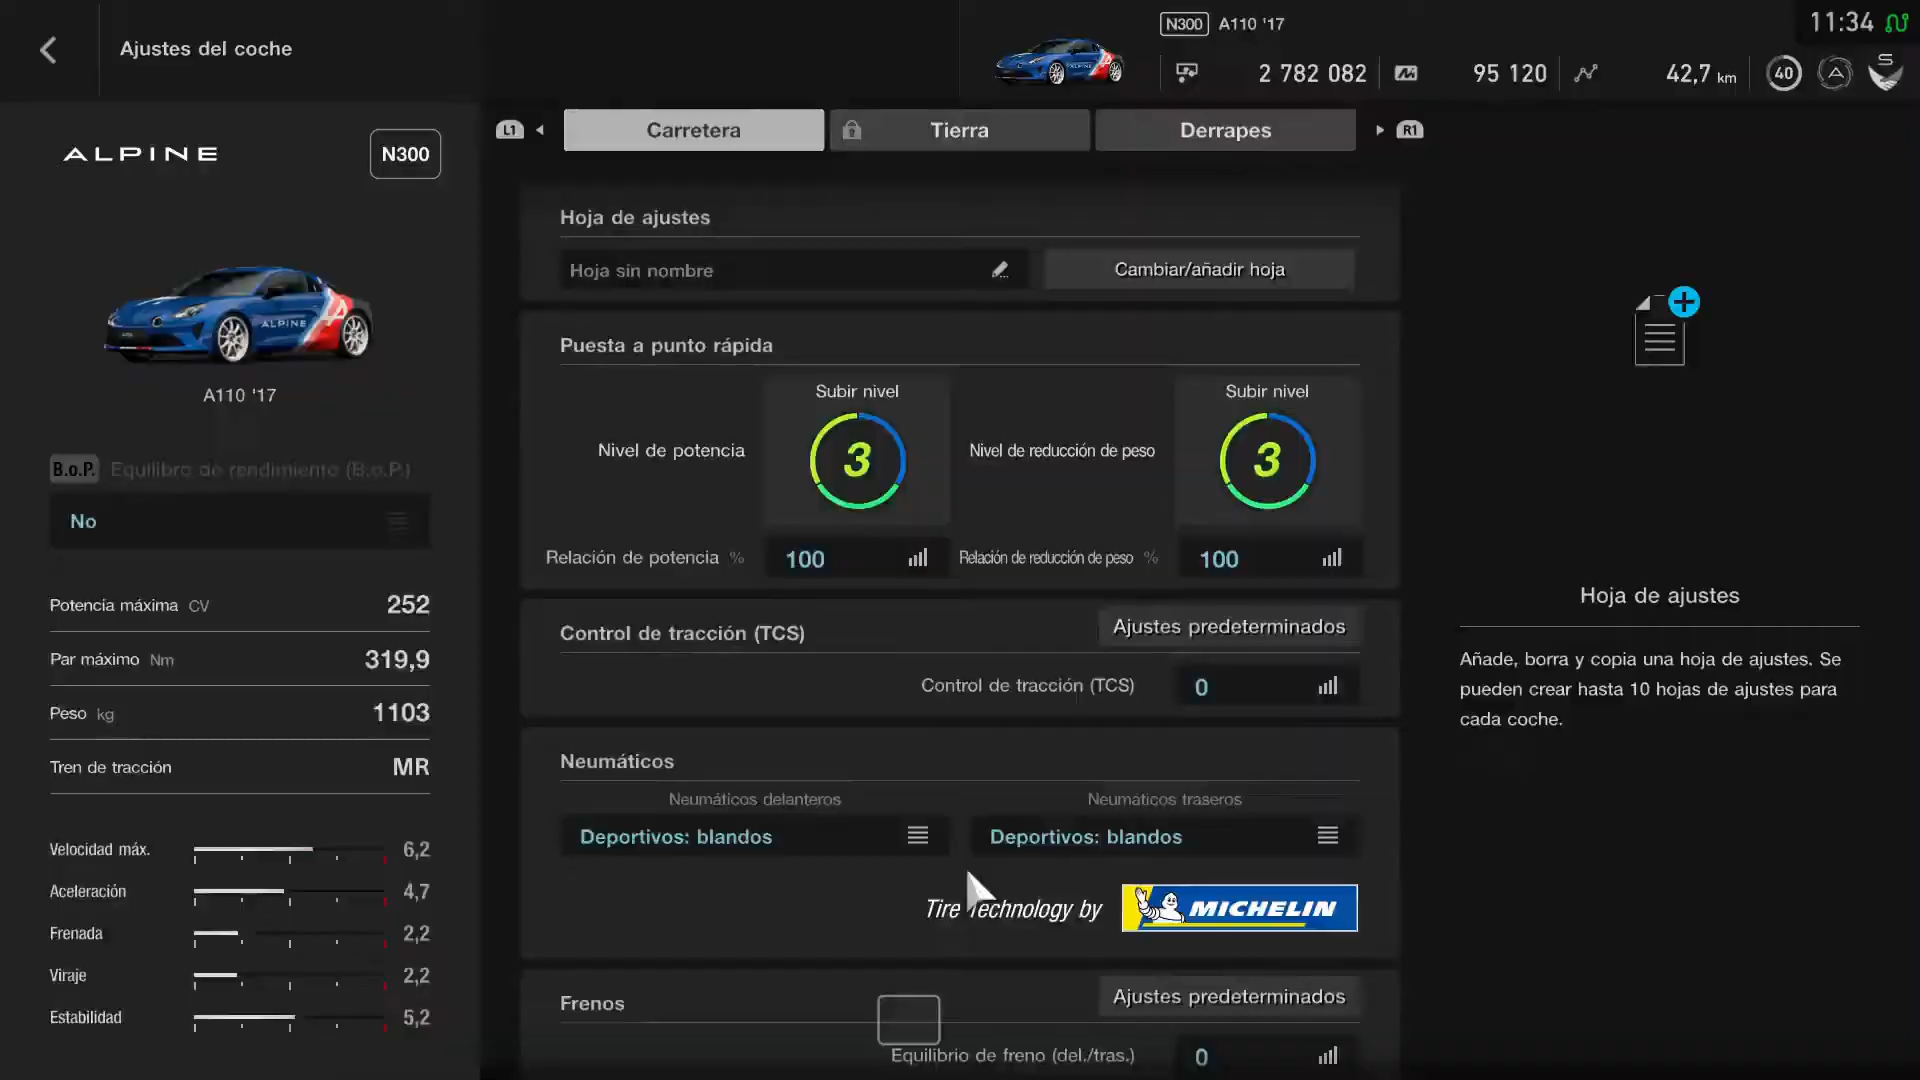 Ajustes del coche
N300 A110 '17
11:34
2 782 082
95 120
42,7 km
40
S
ALPINE
N300
L1
Carretera
Tierra
Derrapes
R1
ALPINE
A110 '17
B.o.P. Equilibro de rendimiento (B.o.P.)
No
Potencia máxima CV 252
Par máximo Nm 319,9
Peso kg 1103
Tren de tracción MR
Velocidad máx. 6,2
Aceleración 4,7
Frenada 2,2
Viraje 2,2
Estabilidad 5,2
Hoja de ajustes
Hoja sin nombre
Cambiar/añadir hoja
Puesta a punto rápida
Subir nivel
Subir nivel
Nivel de potencia 3
Nivel de reducción de peso 3
Relación de potencia % 100
Relación de reducción de peso % 100
Control de tracción (TCS)
Ajustes predeterminados
Control de tracción (TCS) 0
Neumáticos
Neumáticos delanteros
Neumáticos traseros
Deportivos: blandos
Deportivos: blandos
Tire Technology by
MICHELIN
Frenos
Ajustes predeterminados
Equilibrio de freno (del./tras.) 0
Hoja de ajustes
Añade, borra y copia una hoja de ajustes. Se
pueden crear hasta 10 hojas de ajustes para
cada coche.